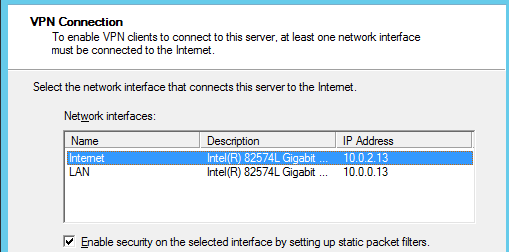 VPN Connection
To enable VPN clients to connect to this server, at least one network interface
must be connected to the Internet.
Select the network interface that connects this server to the Internet.
Network interfaces:
Name Description IP Address
Internet Intel(R) 82574L Gigabit ... 10.0.2.13
LAN Intel(R) 82574L Gigabit ... 10.0.0.13
Enable security on the selected interface by setting up static packet filters.